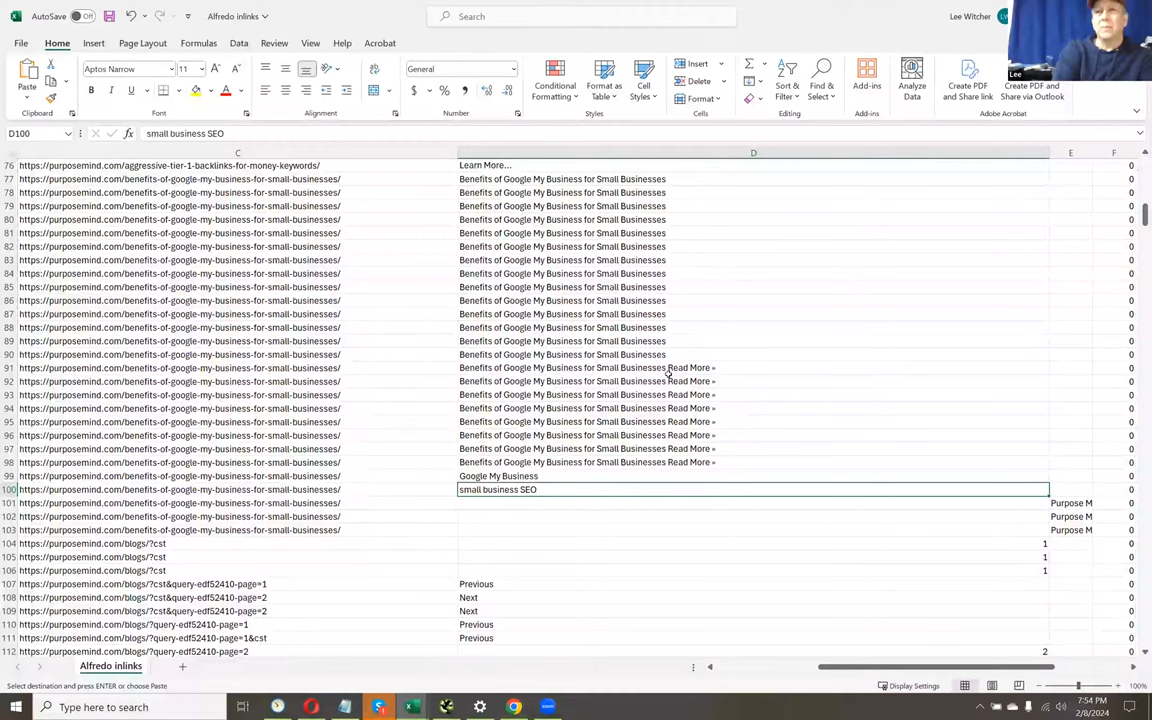 AutoSave Off Alfredo inlinks Search Lee Witcher LW
File Home Insert Page Layout Formulas Data Review View Help Acrobat
Lee
Paste Aptos Narrow 11 General Conditional Formatting Format as Table Cell Styles Insert Delete Format Sort & Filter Find & Select Add-ins Analyze Data Create PDF and Share link Create PDF and Share via Outlook
Clipboard Font Alignment Number Styles Cells Editing Add-ins Adobe Acrobat
D100 fx small business SEO
C D E F
76 https://purposemind.com/aggressive-tier-1-backlinks-for-money-keywords/ Learn More... 0
77 https://purposemind.com/benefits-of-google-my-business-for-small-businesses/ Benefits of Google My Business for Small Businesses 0
78 https://purposemind.com/benefits-of-google-my-business-for-small-businesses/ Benefits of Google My Business for Small Businesses 0
79 https://purposemind.com/benefits-of-google-my-business-for-small-businesses/ Benefits of Google My Business for Small Businesses 0
80 https://purposemind.com/benefits-of-google-my-business-for-small-businesses/ Benefits of Google My Business for Small Businesses 0
81 https://purposemind.com/benefits-of-google-my-business-for-small-businesses/ Benefits of Google My Business for Small Businesses 0
82 https://purposemind.com/benefits-of-google-my-business-for-small-businesses/ Benefits of Google My Business for Small Businesses 0
83 https://purposemind.com/benefits-of-google-my-business-for-small-businesses/ Benefits of Google My Business for Small Businesses 0
84 https://purposemind.com/benefits-of-google-my-business-for-small-businesses/ Benefits of Google My Business for Small Businesses 0
85 https://purposemind.com/benefits-of-google-my-business-for-small-businesses/ Benefits of Google My Business for Small Businesses 0
86 https://purposemind.com/benefits-of-google-my-business-for-small-businesses/ Benefits of Google My Business for Small Businesses 0
87 https://purposemind.com/benefits-of-google-my-business-for-small-businesses/ Benefits of Google My Business for Small Businesses 0
88 https://purposemind.com/benefits-of-google-my-business-for-small-businesses/ Benefits of Google My Business for Small Businesses 0
89 https://purposemind.com/benefits-of-google-my-business-for-small-businesses/ Benefits of Google My Business for Small Businesses 0
90 https://purposemind.com/benefits-of-google-my-business-for-small-businesses/ Benefits of Google My Business for Small Businesses 0
91 https://purposemind.com/benefits-of-google-my-business-for-small-businesses/ Benefits of Google My Business for Small Businesses Read More » 0
92 https://purposemind.com/benefits-of-google-my-business-for-small-businesses/ Benefits of Google My Business for Small Businesses Read More » 0
93 https://purposemind.com/benefits-of-google-my-business-for-small-businesses/ Benefits of Google My Business for Small Businesses Read More » 0
94 https://purposemind.com/benefits-of-google-my-business-for-small-businesses/ Benefits of Google My Business for Small Businesses Read More » 0
95 https://purposemind.com/benefits-of-google-my-business-for-small-businesses/ Benefits of Google My Business for Small Businesses Read More » 0
96 https://purposemind.com/benefits-of-google-my-business-for-small-businesses/ Benefits of Google My Business for Small Businesses Read More » 0
97 https://purposemind.com/benefits-of-google-my-business-for-small-businesses/ Benefits of Google My Business for Small Businesses Read More » 0
98 https://purposemind.com/benefits-of-google-my-business-for-small-businesses/ Benefits of Google My Business for Small Businesses Read More » 0
99 https://purposemind.com/benefits-of-google-my-business-for-small-businesses/ Google My Business 0
100 https://purposemind.com/benefits-of-google-my-business-for-small-businesses/ small business SEO 0
101 https://purposemind.com/benefits-of-google-my-business-for-small-businesses/ Purpose M 0
102 https://purposemind.com/benefits-of-google-my-business-for-small-businesses/ Purpose M 0
103 https://purposemind.com/benefits-of-google-my-business-for-small-businesses/ Purpose M 0
104 https://purposemind.com/blogs/?cst 1 0
105 https://purposemind.com/blogs/?cst 1 0
106 https://purposemind.com/blogs/?cst 1 0
107 https://purposemind.com/blogs/?cst&query-edf52410-page=1 Previous 0
108 https://purposemind.com/blogs/?cst&query-edf52410-page=2 Next 0
109 https://purposemind.com/blogs/?cst&query-edf52410-page=2 Next 0
110 https://purposemind.com/blogs/?query-edf52410-page=1 Previous 0
111 https://purposemind.com/blogs/?query-edf52410-page=1&cst Previous 0
112 https://purposemind.com/blogs/?query-edf52410-page=2 2 0
Alfredo inlinks
Select destination and press ENTER or choose Paste Display Settings 100%
Type here to search zoom 7:54 PM
2/8/2024